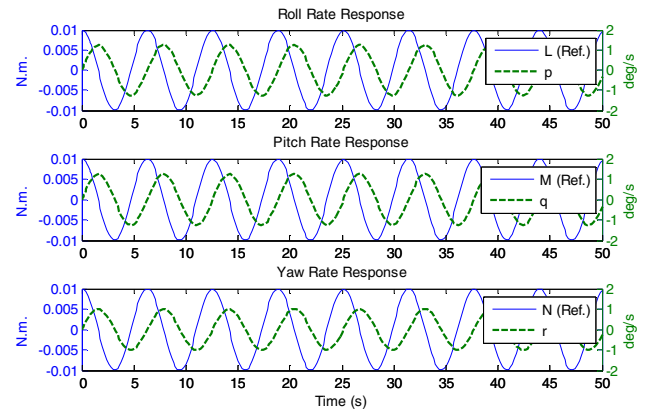 Roll Rate Response
0.01
0.005
0
-0.005
-0.01
N.m.
2
1
0
-1
-2
deg/s
L (Ref.)
p
0 5 10 15 20 25 30 35 40 45 50
Pitch Rate Response
0.01
0.005
0
-0.005
-0.01
N.m.
2
1
0
-1
-2
deg/s
M (Ref.)
q
0 5 10 15 20 25 30 35 40 45 50
Yaw Rate Response
0.01
0.005
0
-0.005
-0.01
N.m.
2
1
0
-1
-2
deg/s
N (Ref.)
r
0 5 10 15 20 25 30 35 40 45 50
Time (s)